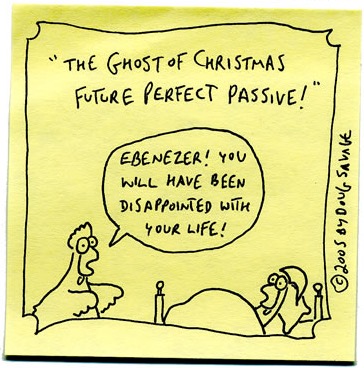 "THE GHOST OF CHRISTMAS
FUTURE PERFECT PASSIVE!"
EBENEZER! YOU
WILL HAVE BEEN
DISAPPOINTED WITH
YOUR LIFE!
©2005 BY DOUG SAVAGE